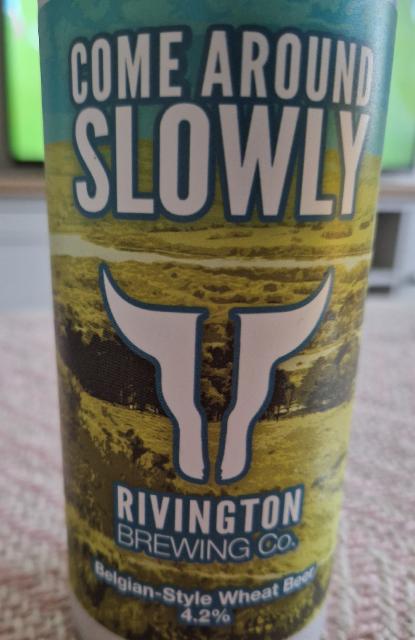 COME AROUND
SLOWLY
RIVINGTON
BREWING Co.
Belgian-Style Wheat Beer
4.2%